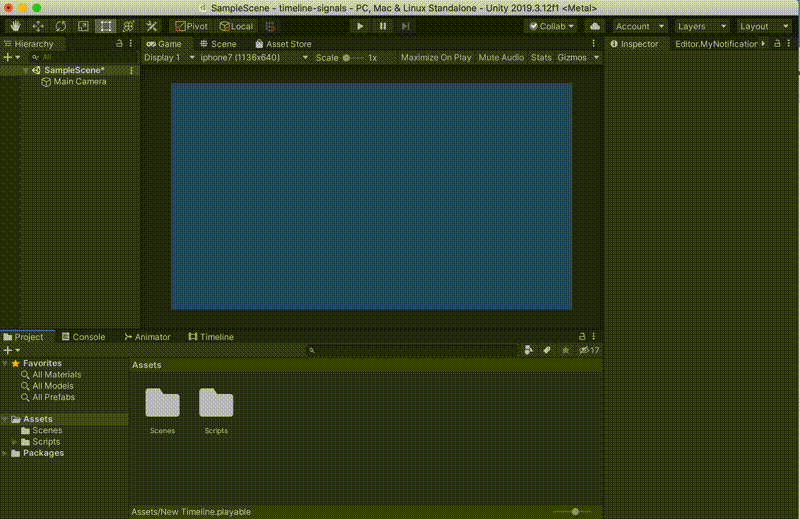 SampleScene - timeline-signals - PC, Mac & Linux Standalone - Unity 2019.3.12f1 <Metal>
Pivot Local Collab Account Layers Layout
Hierarchy Game Scene Asset Store Inspector Editor.MyNotification
All
Display 1 iphone7 (1136x640) Scale 1x Maximize On Play Mute Audio Stats Gizmos
SampleScene*
Main Camera
Project Console Animator Timeline
17
Favorites
All Materials
All Models
All Prefabs
Assets
Scenes
Scripts
Packages
Assets
Scenes Scripts
Assets/New Timeline.playable